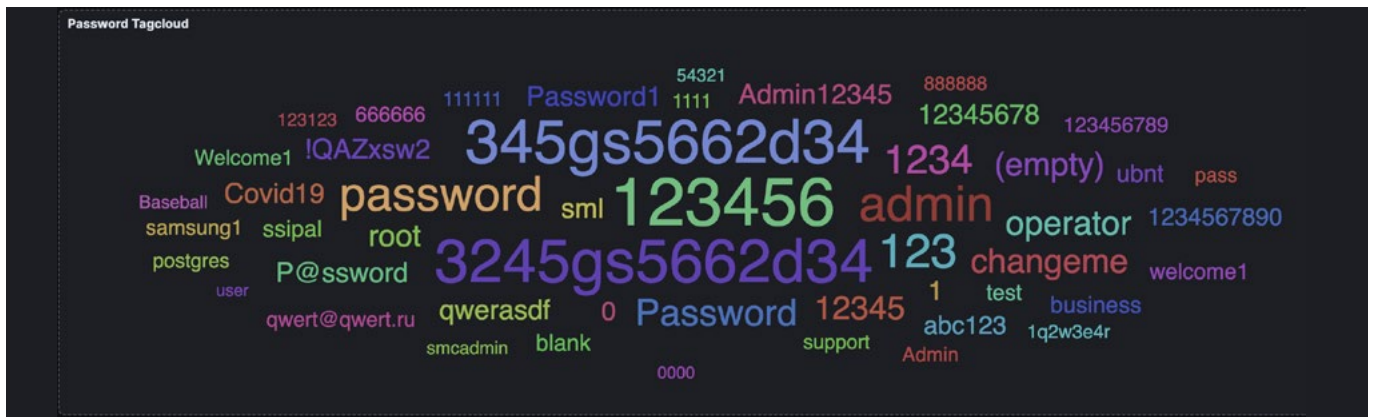 Password Tagcloud
54321
888888
111111 Password1 1111 Admin12345
12345678
123123 666666
123456789
Welcome1 !QAZxsw2 345gs5662d34 1234 (empty) ubnt pass
Baseball Covid19 password sml 123456 admin operator 1234567890
samsung1 ssipal root
postgres P@ssword 3245gs5662d34 123 changeme welcome1
user
1 test business
qwert@qwert.ru qwerasdf 0 Password 12345 abc123 1q2w3e4r
smcadmin blank support Admin
0000